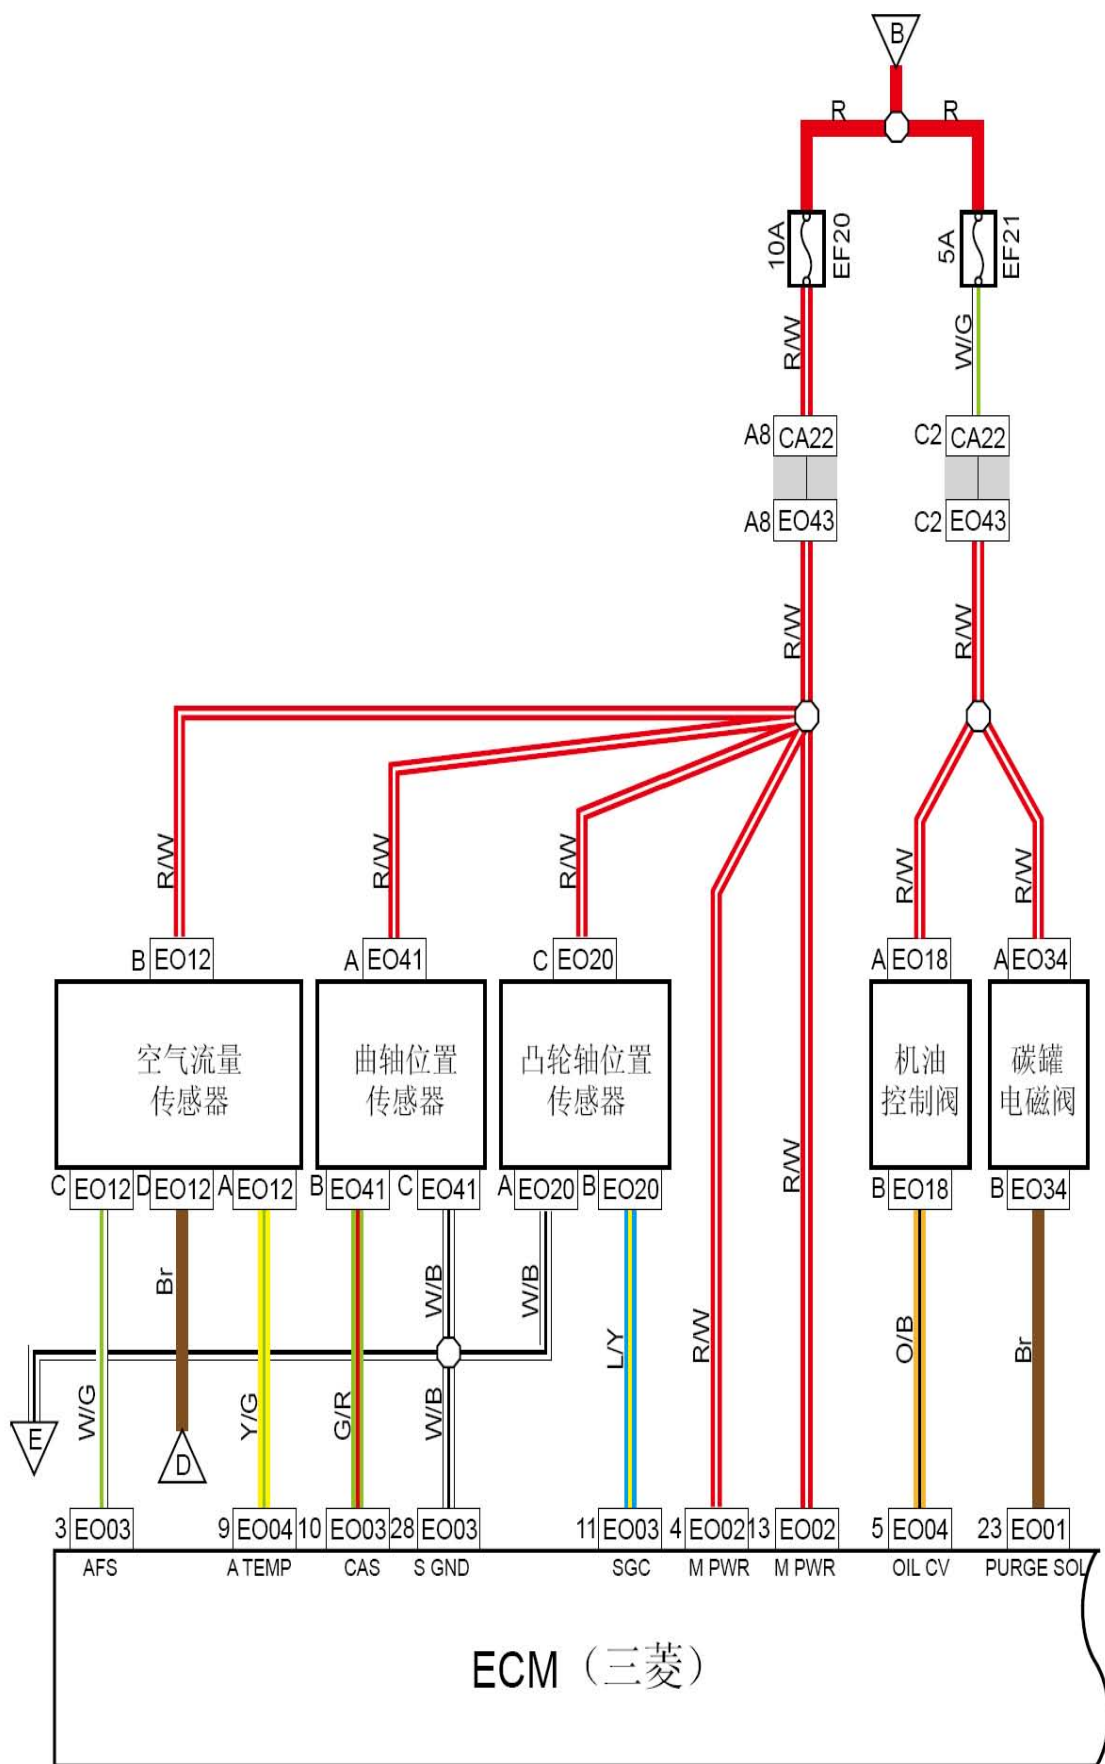 B
R
R
10A
EF20
5A
EF21
R/W
W/G
A8 CA22
C2 CA22
A8 EO43
C2 EO43
R/W
R/W
R/W
R/W
R/W
R/W
R/W
B EO12
A EO41
C EO20
A EO18
A EO34
空气流量
传感器
曲轴位置
传感器
凸轮轴位置
传感器
机油
控制阀
碳罐
电磁阀
C EO12
D EO12
A EO12
B EO41
C EO41
A EO20
B EO20
B EO18
B EO34
R/W
Br
W/B
W/B
L/Y
R/W
O/B
Br
W/G
Y/G
G/R
W/B
E
D
3 EO03
9 EO04
10 EO03
28 EO03
11 EO03
4 EO02
13 EO02
5 EO04
23 EO01
AFS
A TEMP
CAS
S GND
SGC
M PWR
M PWR
OIL CV
PURGE SOL
ECM（三菱）